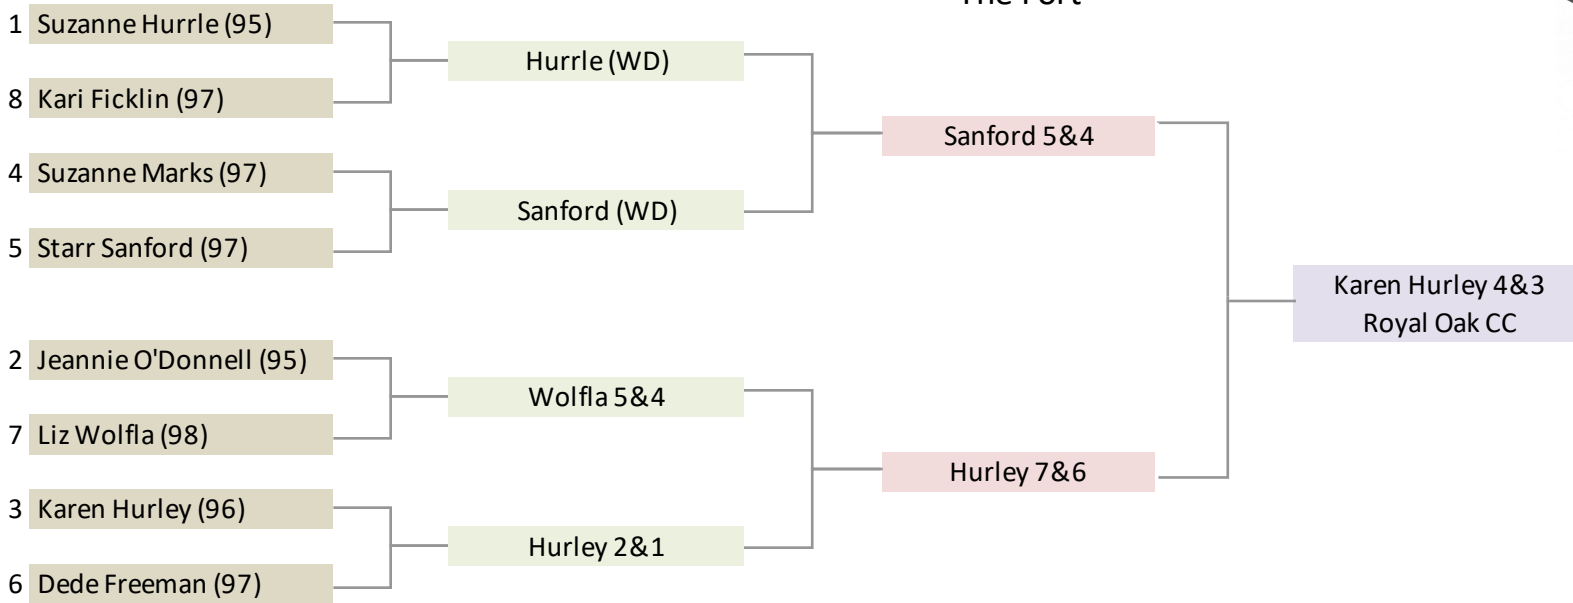 The Fort
1 Suzanne Hurrle (95)
8 Kari Ficklin (97)
4 Suzanne Marks (97)
5 Starr Sanford (97)
2 Jeannie O'Donnell (95)
7 Liz Wolfla (98)
3 Karen Hurley (96)
6 Dede Freeman (97)
Hurrle (WD)
Sanford (WD)
Wolfla 5&4
Hurley 2&1
Sanford 5&4
Hurley 7&6
Karen Hurley 4&3
Royal Oak CC